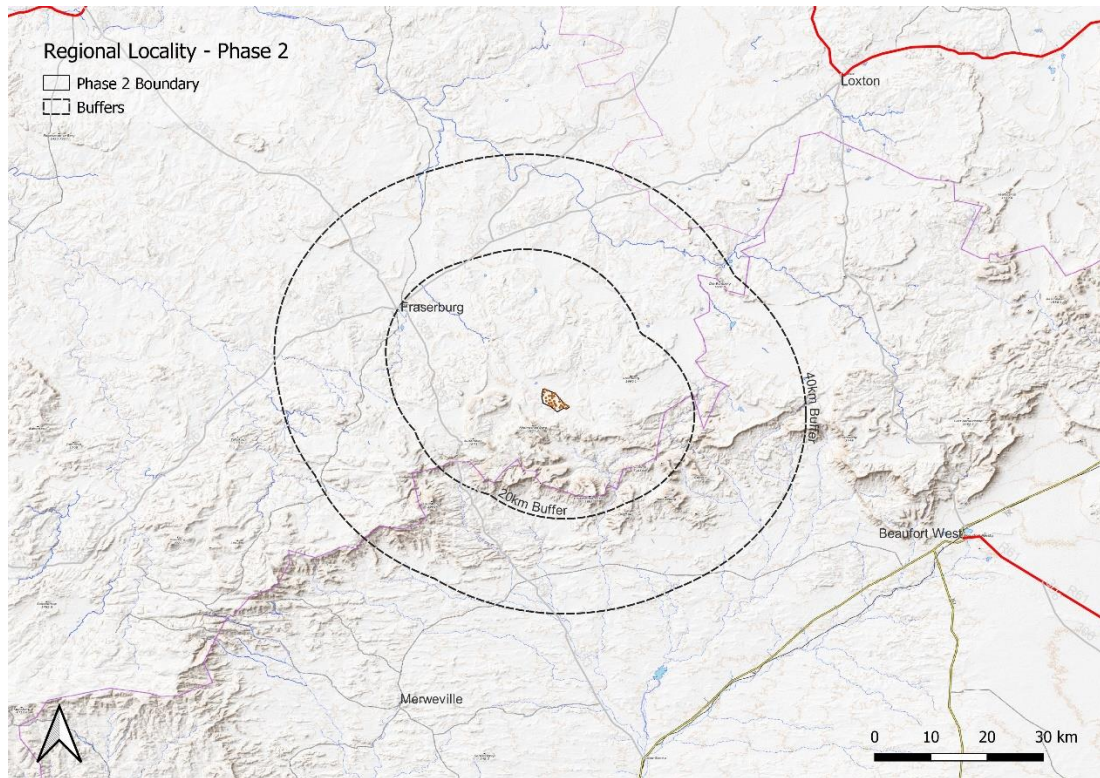 Regional Locality - Phase 2
Phase 2 Boundary
Buffers
Loxton
Fraserburg
40km Buffer
20km Buffer
Beaufort West
Merweville
0 10 20 30 km